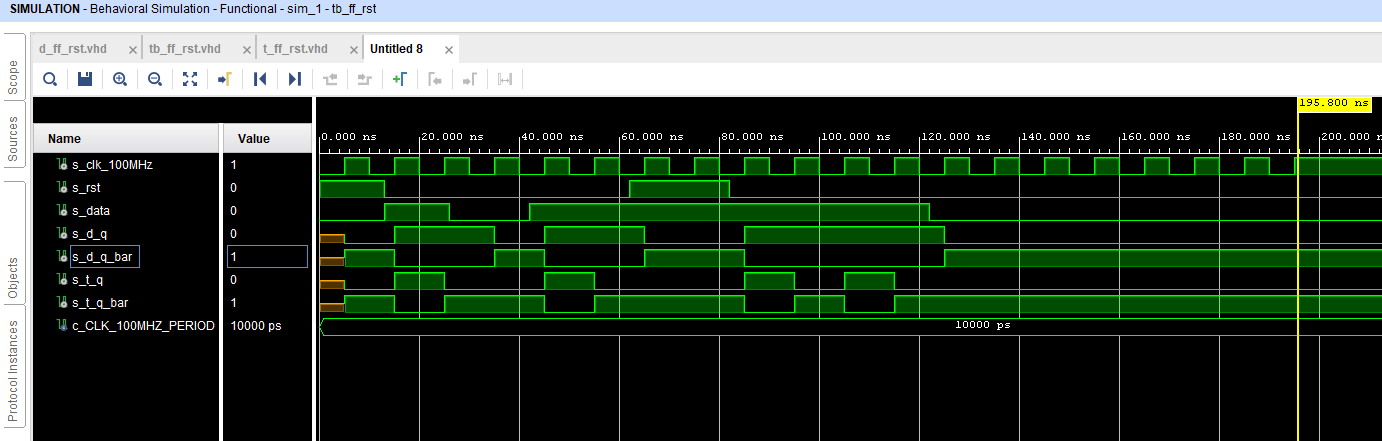 SIMULATION - Behavioral Simulation - Functional - sim_1 - tb_ff_rst
d_ff_rst.vhd × tb_ff_rst.vhd × t_ff_rst.vhd × Untitled 8 ×
Scope
Sources
Objects
Protocol Instances
195.800 ns
Name Value
0.000 ns 20.000 ns 40.000 ns 60.000 ns 80.000 ns 100.000 ns 120.000 ns 140.000 ns 160.000 ns 180.000 ns 200.000 ns
s_clk_100MHz 1
s_rst 0
s_data 0
s_d_q 0
s_d_q_bar 1
s_t_q 0
s_t_q_bar 1
c_CLK_100MHZ_PERIOD 10000 ps 10000 ps